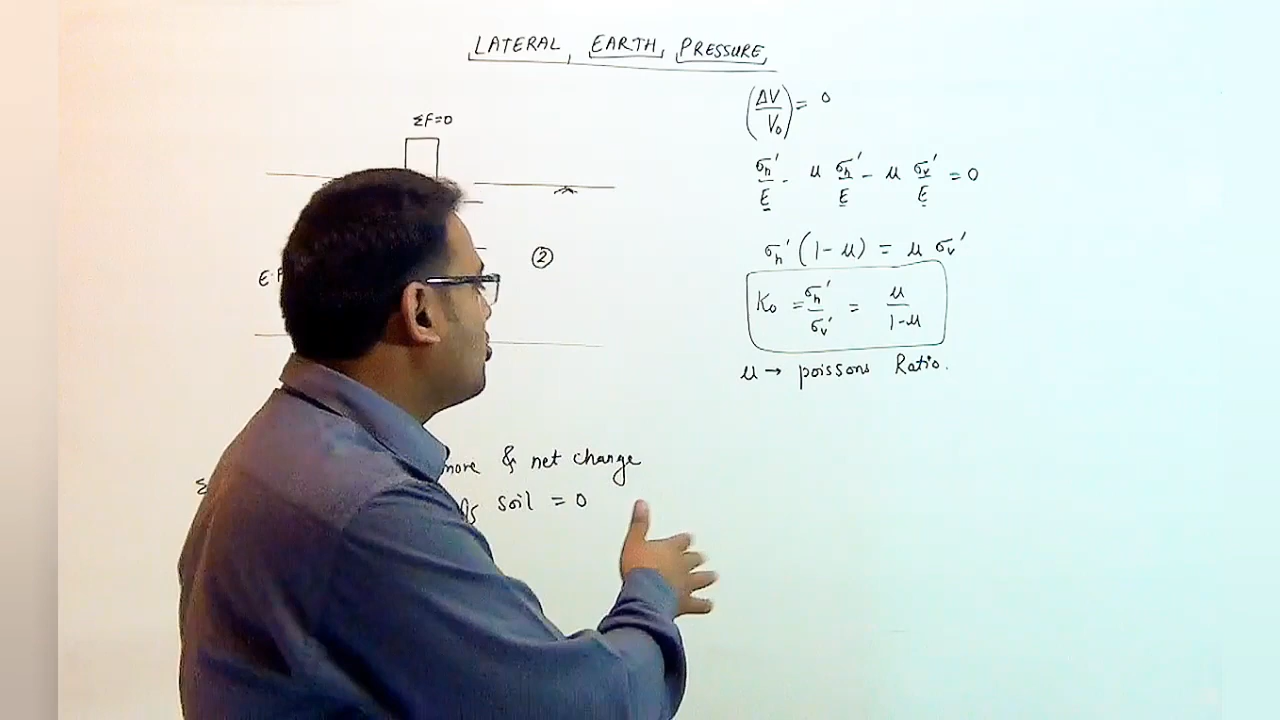 LATERAL, EARTH, PRESSURE,
ΣF=0
②
more & net change
soil = 0
(ΔV/V₀) = 0
σₕ'/E - μ σₕ'/E - μ σᵥ'/E = 0
σₕ' (1-μ) = μ σᵥ'
K₀ = σₕ'/σᵥ' = μ/1-μ
μ → poissons Ratio.